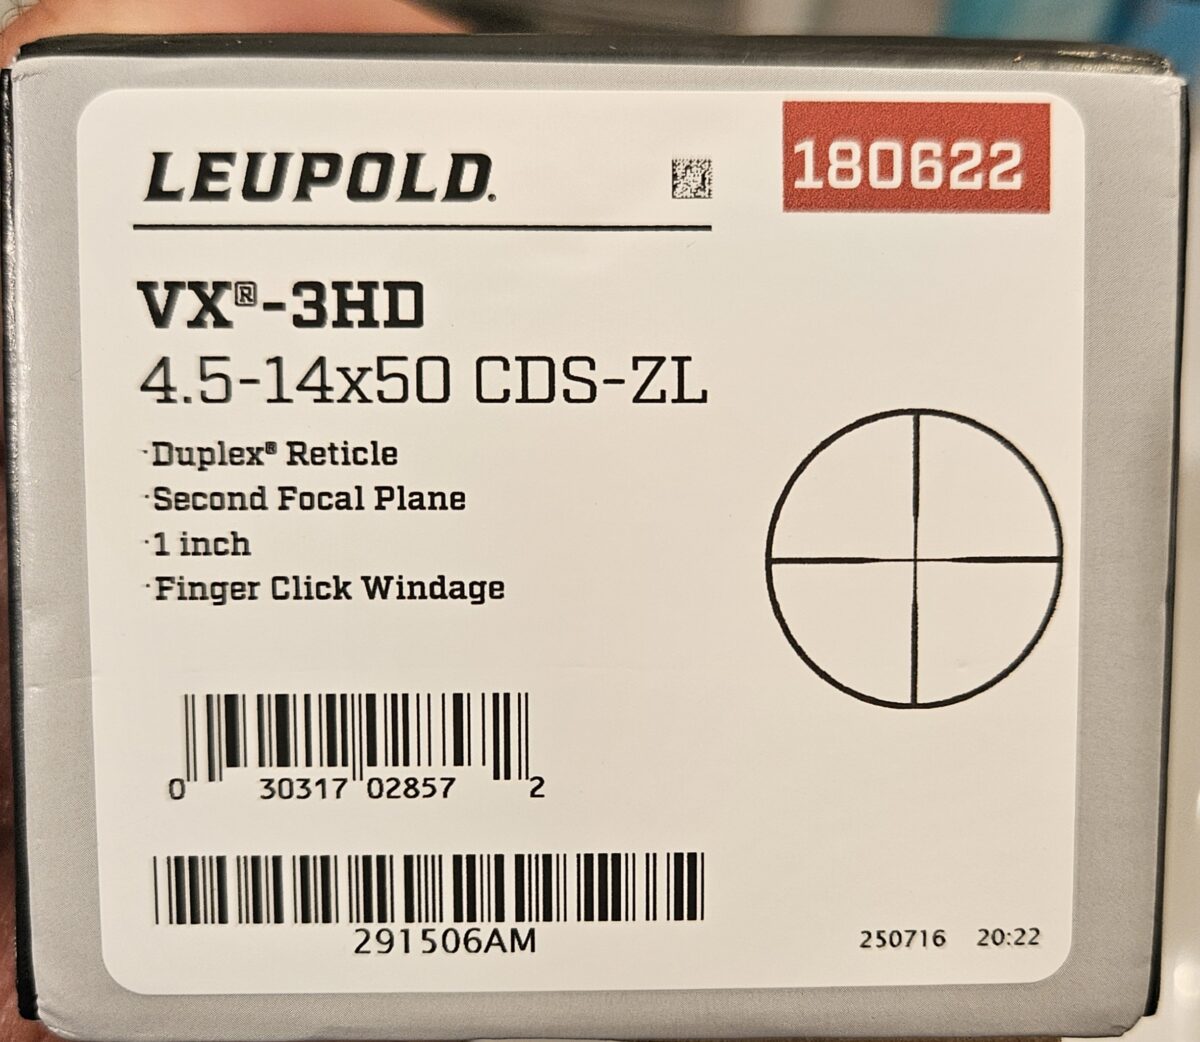 LEUPOLD.
180622
VX®-3HD
4.5-14x50 CDS-ZL
·Duplex® Reticle
·Second Focal Plane
·1 inch
·Finger Click Windage
0 30317 02857 2
291506AM
250716 20:22